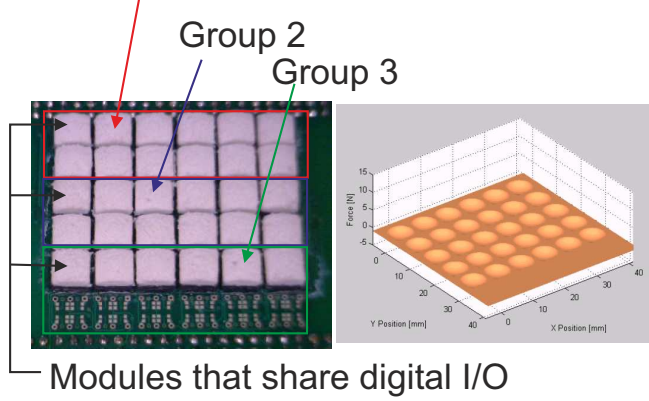 Group 2
Group 3
15
10
5
0
-5
Force [N]
0
10
20
30
40
Y Position [mm]
0
10
20
30
40
X Position [mm]
Modules that share digital I/O